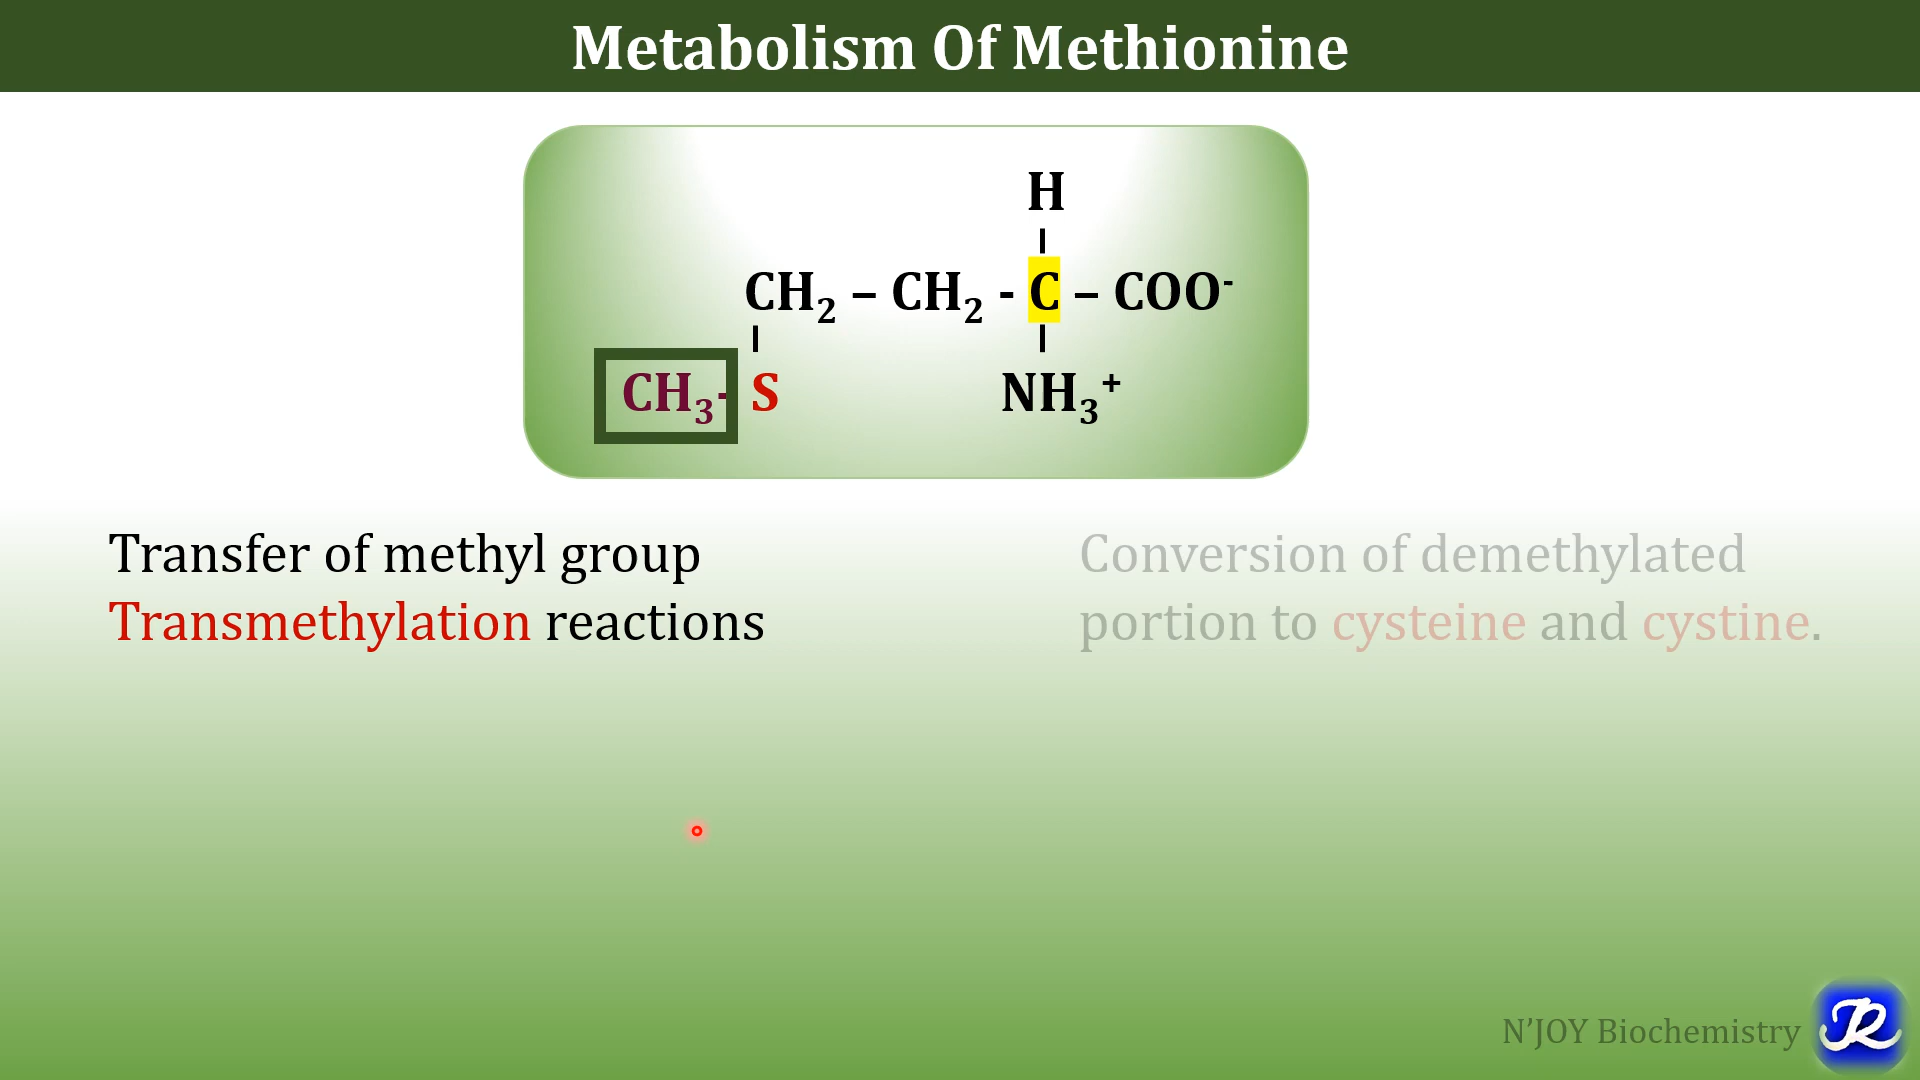 Metabolism Of Methionine
H
CH₂ – CH₂ - C – COO⁻
CH₃- S NH₃⁺
Transfer of methyl group
Transmethylation reactions
Conversion of demethylated
portion to cysteine and cystine.
N’JOY Biochemistry
R